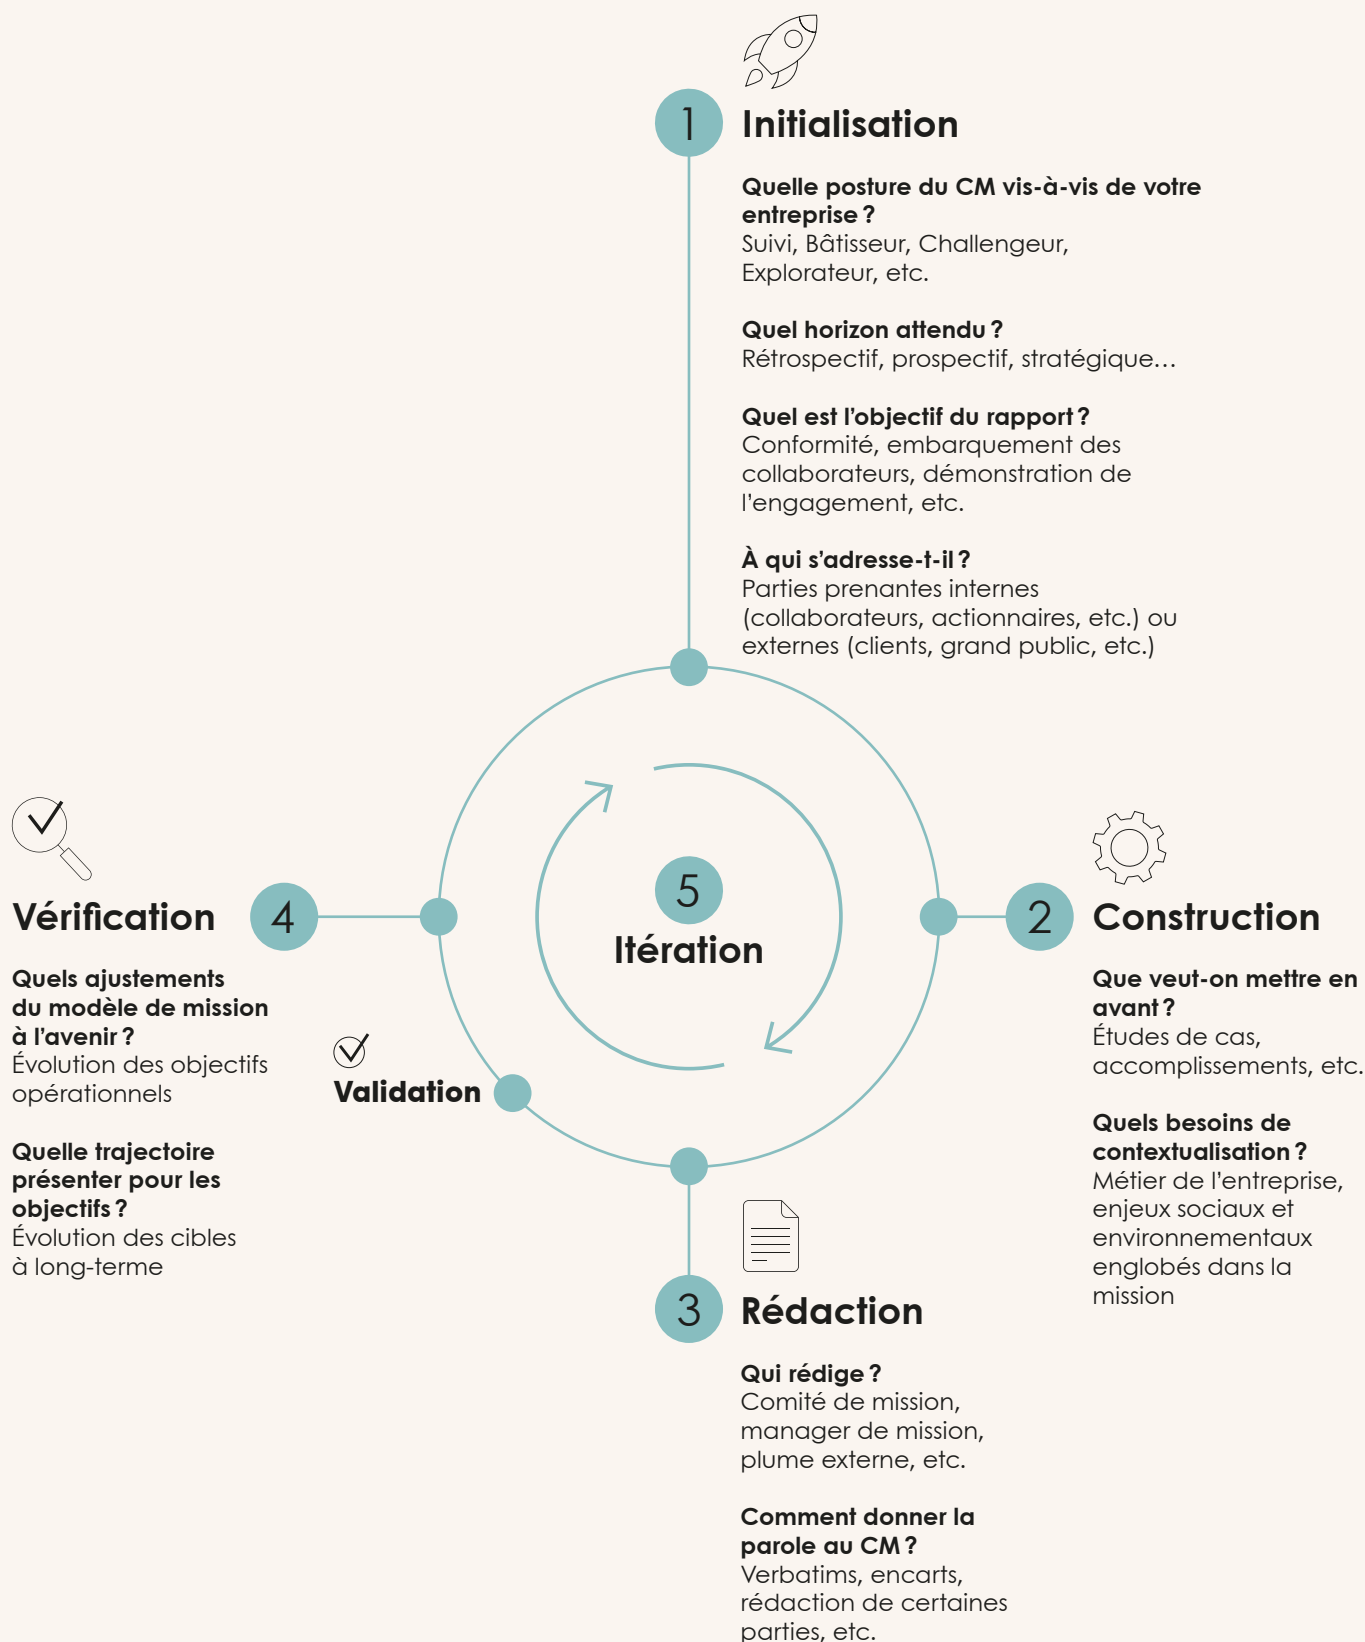 1
Initialisation
Quelle posture du CM vis-à-vis de votre
entreprise ?
Suivi, Bâtisseur, Challengeur,
Explorateur, etc.
Quel horizon attendu ?
Rétrospectif, prospectif, stratégique…
Quel est l’objectif du rapport ?
Conformité, embarquement des
collaborateurs, démonstration de
l’engagement, etc.
À qui s’adresse-t-il ?
Parties prenantes internes
(collaborateurs, actionnaires, etc.) ou
externes (clients, grand public, etc.)
2
Construction
Que veut-on mettre en
avant ?
Études de cas,
accomplissements, etc.
Quels besoins de
contextualisation ?
Métier de l’entreprise,
enjeux sociaux et
environnementaux
englobés dans la
mission
3
Rédaction
Qui rédige ?
Comité de mission,
manager de mission,
plume externe, etc.
Comment donner la
parole au CM ?
Verbatims, encarts,
rédaction de certaines
parties, etc.
Validation
4
Vérification
Quels ajustements
du modèle de mission
à l’avenir ?
Évolution des objectifs
opérationnels
Quelle trajectoire
présenter pour les
objectifs ?
Évolution des cibles
à long-terme
5
Itération